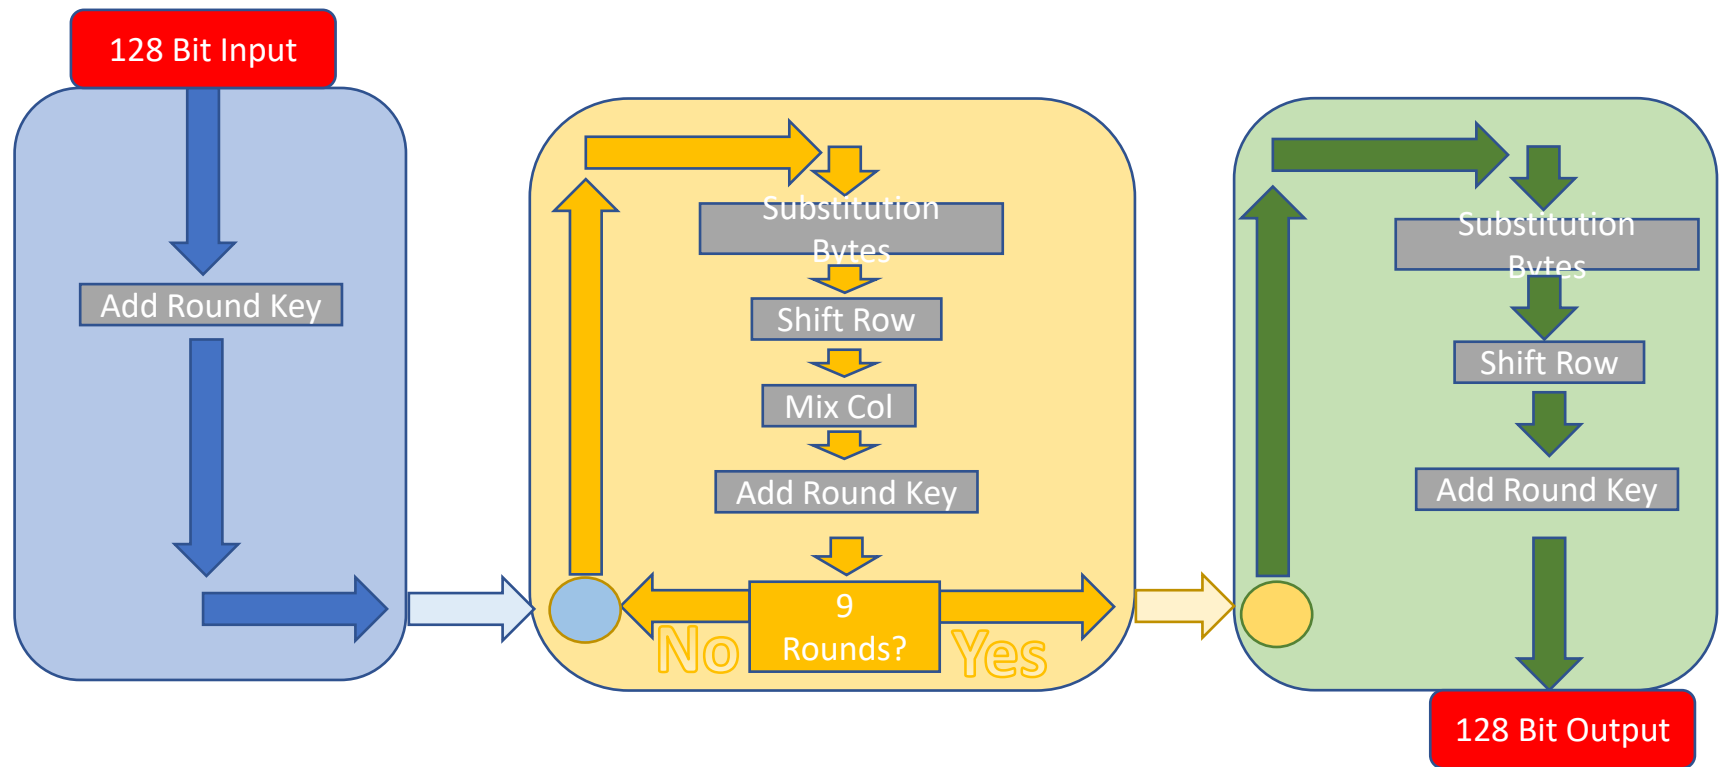 128 Bit Input
Add Round Key
Substitution
Bytes
Shift Row
Mix Col
Add Round Key
9
Rounds?
No
Yes
Substitution
Bytes
Shift Row
Add Round Key
128 Bit Output